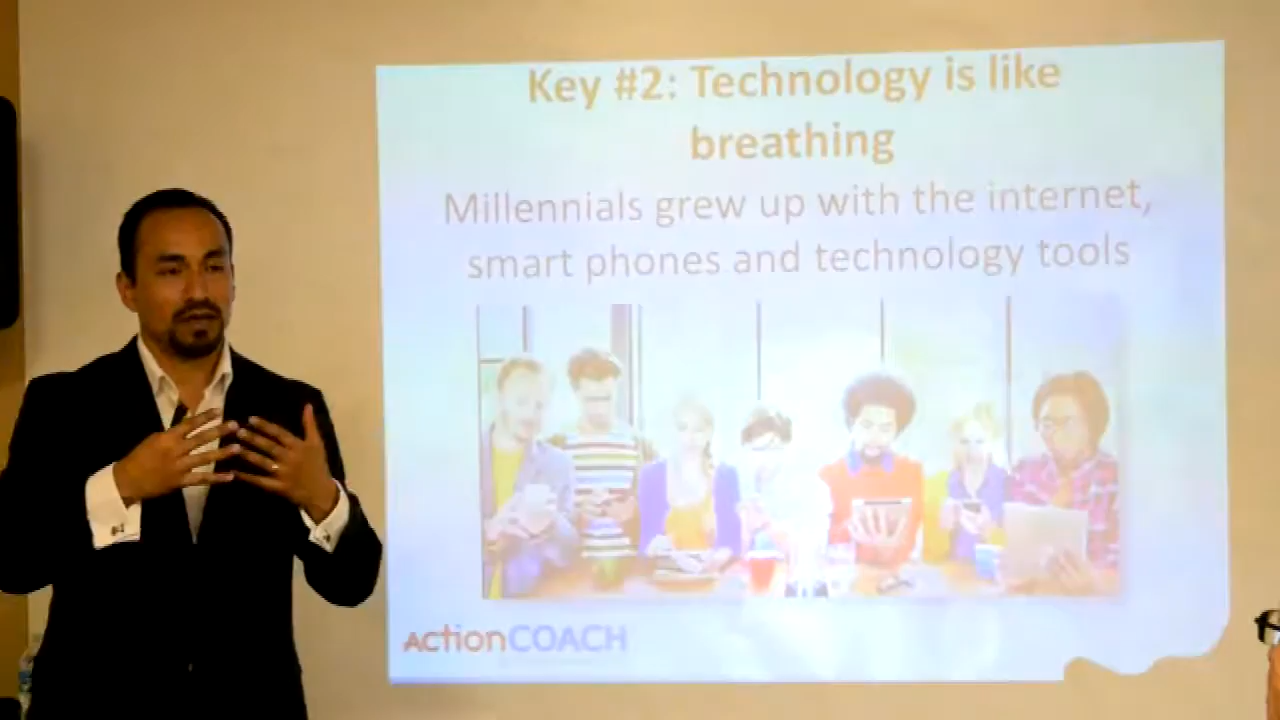 Key #2: Technology is like
breathing
Millennials grew up with the internet,
smart phones and technology tools
ActionCOACH